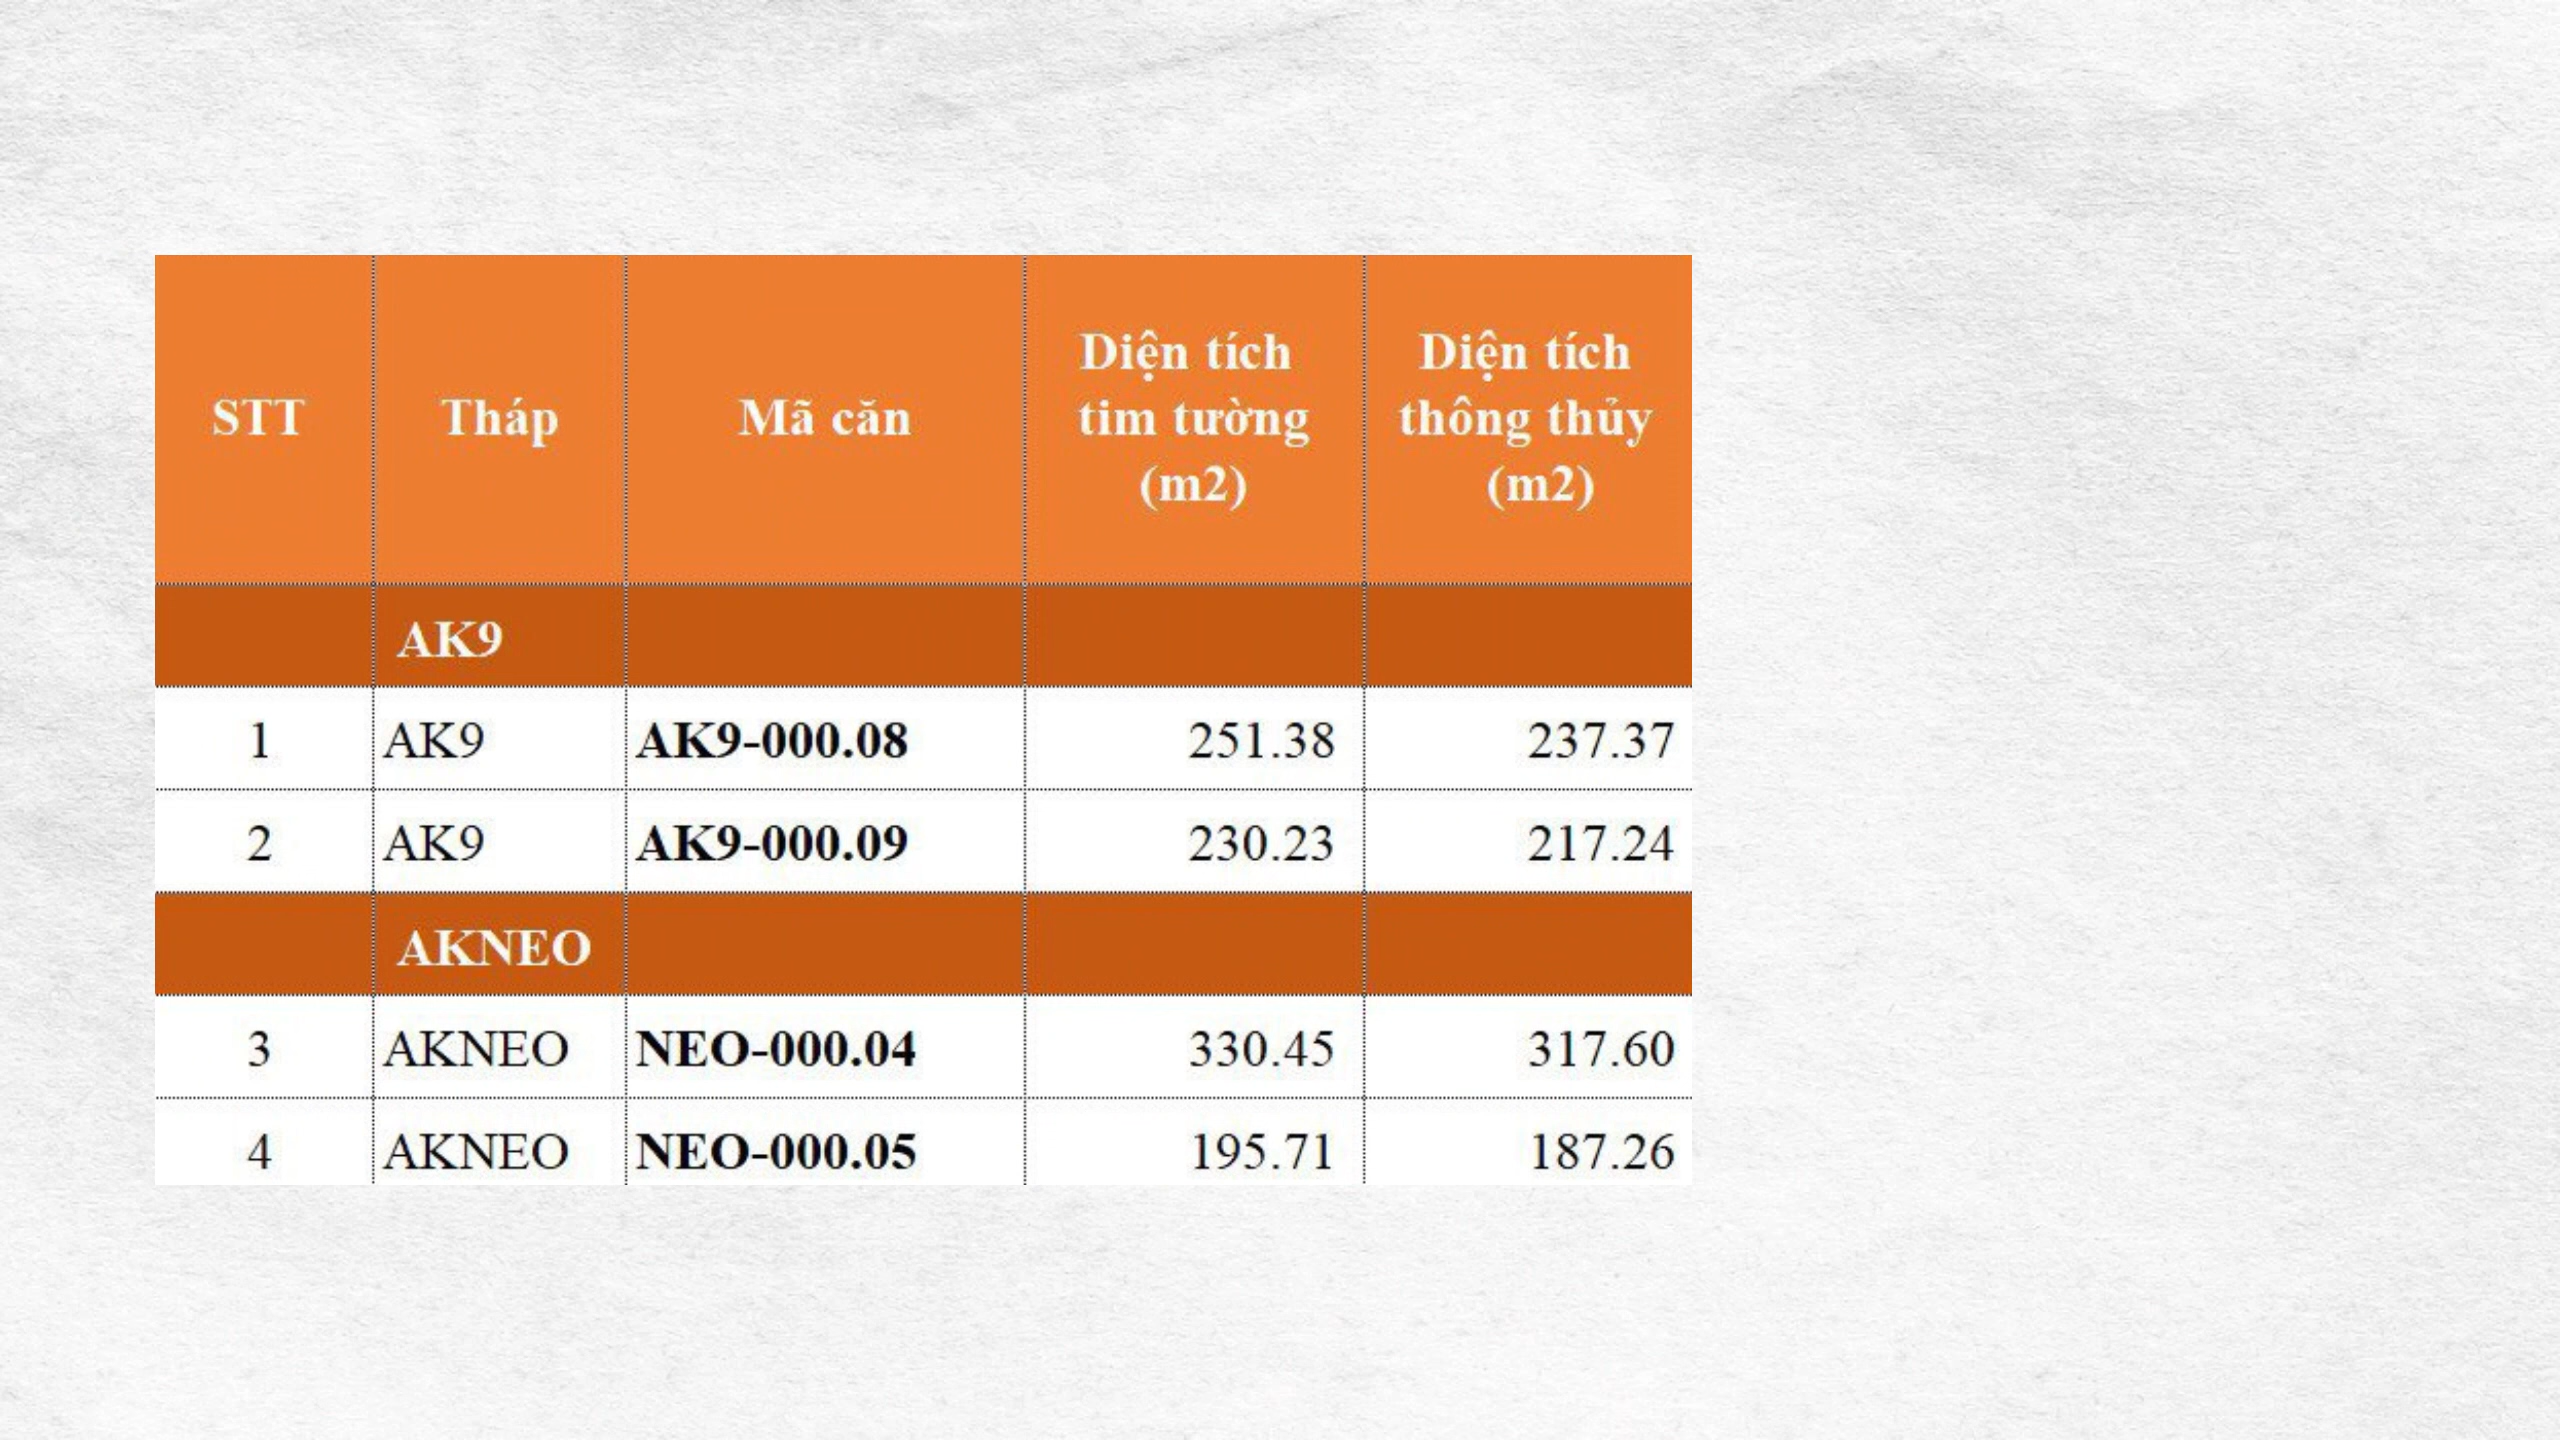 STT Tháp Mã căn Diện tích tim tường (m2) Diện tích thông thủy (m2)
AK9
1 AK9 AK9-000.08 251.38 237.37
2 AK9 AK9-000.09 230.23 217.24
AKNEO
3 AKNEO NEO-000.04 330.45 317.60
4 AKNEO NEO-000.05 195.71 187.26